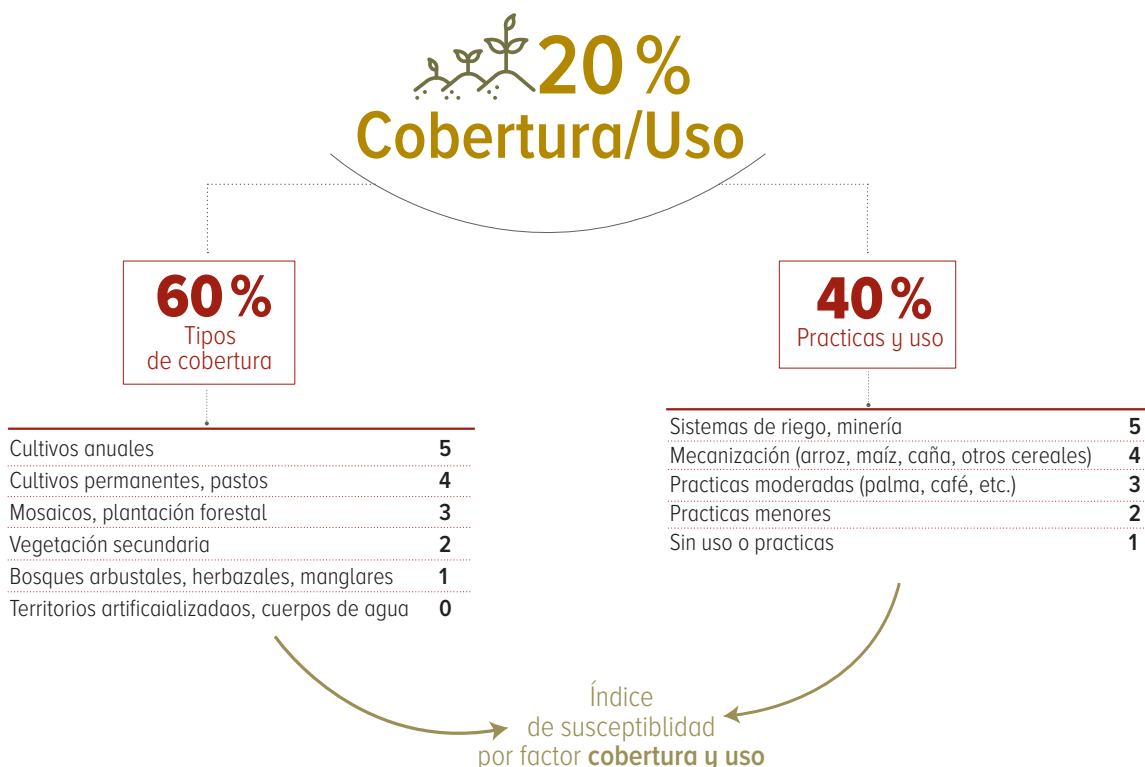 20 %
Cobertura/Uso
60 %
Tipos
de cobertura
Cultivos anuales 5
Cultivos permanentes, pastos 4
Mosaicos, plantación forestal 3
Vegetación secundaria 2
Bosques arbustales, herbazales, manglares 1
Territorios artificaializadaos, cuerpos de agua 0
40 %
Practicas y uso
Sistemas de riego, minería 5
Mecanización (arroz, maíz, caña, otros cereales) 4
Practicas moderadas (palma, café, etc.) 3
Practicas menores 2
Sin uso o practicas 1
Índice
de susceptiblidad
por factor cobertura y uso